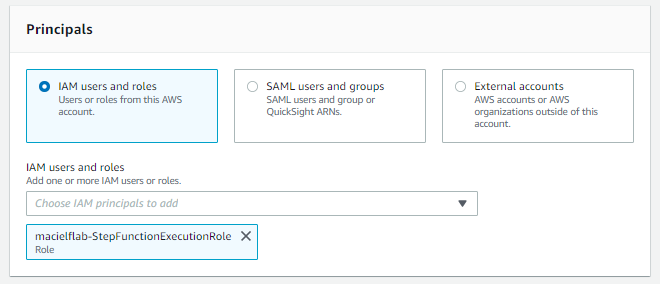 Principals
IAM users and roles
Users or roles from this AWS
account.
SAML users and groups
SAML users and group or
QuickSight ARNs.
External accounts
AWS accounts or AWS
organizations outside of this
account.
IAM users and roles
Add one or more IAM users or roles.
Choose IAM principals to add
macielflab-StepFunctionExecutionRole
Role